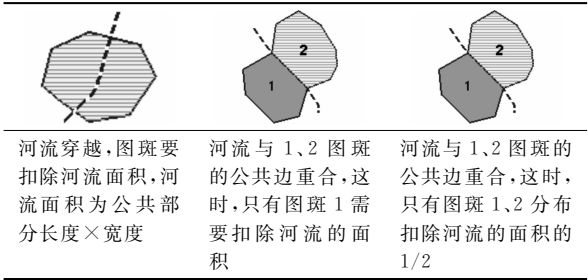 2
1
2
1
河流穿越,图斑要
扣除河流面积,河
流面积为公共部
分长度×宽度
河流与 1、2 图斑
的公共边重合,这
时,只有图斑 1 需
要扣除河流的面
积
河流与 1、2 图斑的
公共边重合,这时,
只有图斑 1、2 分布
扣除河流的面积的
1/2